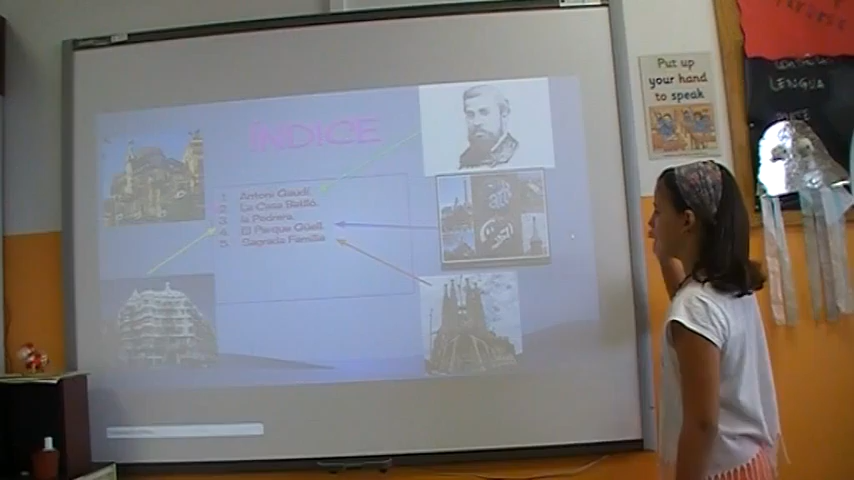 ÍNDICE
1. Antoni Gaudí.
2. La Casa Batlló.
3. la Pedrera.
4. El Parque Güell
5. Sagrada Família
Put up
your hand
to speak
LENGUA